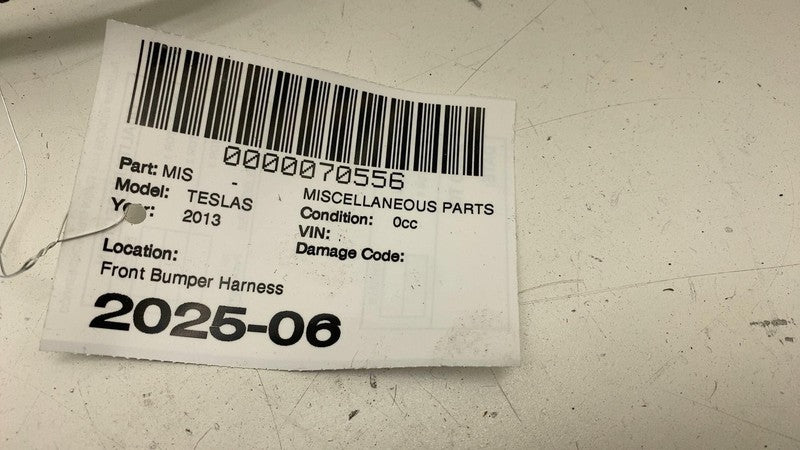 0000070556
Part: MIS - MISCELLANEOUS PARTS
Model: TESLAS Condition: 0cc
Year: 2013 VIN:
Damage Code:
Location:
Front Bumper Harness
2025-06